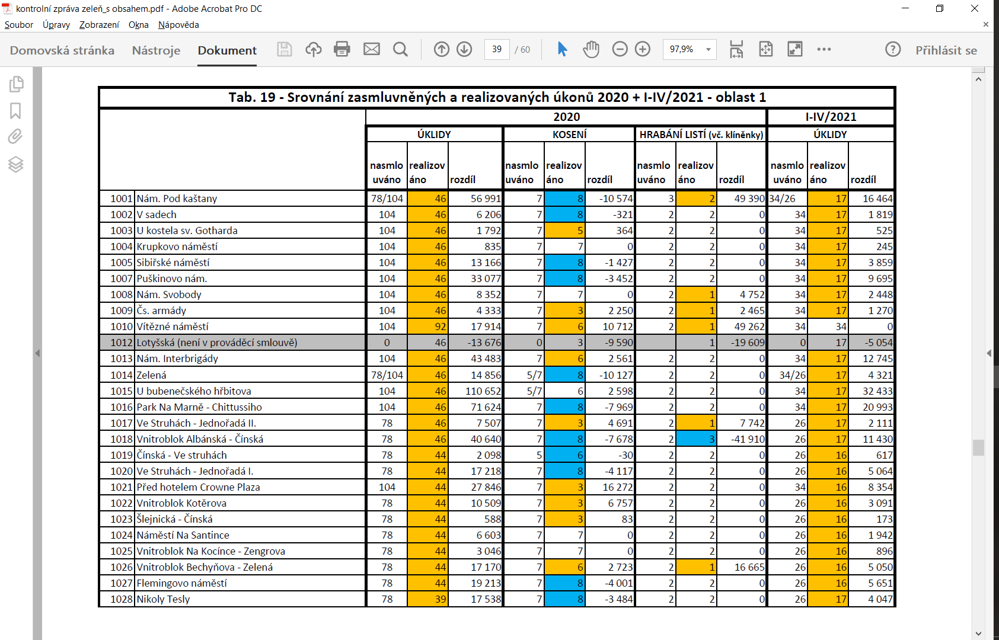 kontrolní zpráva zeleň_s obsahem.pdf - Adobe Acrobat Pro DC
Soubor Úpravy Zobrazení Okna Nápověda
Domovská stránka Nástroje Dokument 39 / 60 97,9% Přihlásit se
Tab. 19 - Srovnání zasmluvněných a realizovaných úkonů 2020 + I-IV/2021 - oblast 1
2020 I-IV/2021
ÚKLIDY KOSENÍ HRABÁNÍ LISTÍ (vč. klíněnky) ÚKLIDY
nasmlo realizov nasmlo realizov nasmlo realizov nasmlo realizov
uváno áno rozdíl uváno áno rozdíl uváno áno rozdíl uváno áno rozdíl
1001 Nám. Pod kaštany 78/104 46 56 991 7 8 -10 574 3 2 49 390 34/26 17 16 464
1002 V sadech 104 46 6 206 7 8 -321 2 2 0 34 17 1 819
1003 U kostela sv. Gotharda 104 46 1 792 7 5 364 2 2 0 34 17 525
1004 Krupkovo náměstí 104 46 835 7 7 0 2 2 0 34 17 245
1005 Sibiřské náměstí 104 46 13 166 7 8 -1 427 2 2 0 34 17 3 859
1007 Puškinovo nám. 104 46 33 077 7 8 -3 452 2 2 0 34 17 9 695
1008 Nám. Svobody 104 46 8 352 7 7 0 2 1 4 752 34 17 2 448
1009 Čs. armády 104 46 4 333 7 3 2 250 2 1 2 465 34 17 1 270
1010 Vítězné náměstí 104 92 17 914 7 6 10 712 2 1 49 262 34 34 0
1012 Lotyšská (není v prováděcí smlouvě) 0 46 -13 676 0 3 -9 590 1 -19 609 0 17 -5 054
1013 Nám. Interbrigády 104 46 43 483 7 6 2 561 2 2 0 34 17 12 745
1014 Zelená 78/104 46 14 856 5/7 8 -10 127 2 2 0 34/26 17 4 321
1015 U bubenečského hřbitova 104 46 110 652 5/7 6 2 598 2 2 0 34 17 32 433
1016 Park Na Marně - Chittussiho 104 46 71 624 7 8 -7 969 2 2 0 34 17 20 993
1017 Ve Struhách - Jednořadá II. 78 46 7 507 7 3 4 691 2 1 7 742 26 17 2 111
1018 Vnitroblok Albánská - Čínská 78 46 40 640 7 8 -7 678 2 3 -41 910 26 17 11 430
1019 Čínská - Ve struhách 78 44 2 098 5 6 -30 2 2 0 26 16 617
1020 Ve Struhách - Jednořadá I. 78 44 17 218 7 8 -4 117 2 2 0 26 16 5 064
1021 Před hotelem Crowne Plaza 104 44 27 846 7 3 16 272 2 2 0 34 16 8 354
1022 Vnitroblok Kotěrova 78 44 10 509 7 3 6 757 2 2 0 26 16 3 091
1023 Šlejnická - Čínská 78 44 588 7 3 83 2 2 0 26 16 173
1024 Náměstí Na Santince 78 44 6 603 7 7 0 2 2 0 26 16 1 942
1025 Vnitroblok Na Kocínce - Zengrova 78 44 3 046 7 7 0 2 2 0 26 16 896
1026 Vnitroblok Bechyňova - Zelená 78 44 17 170 7 6 2 723 2 1 16 665 26 16 5 050
1027 Flemingovo náměstí 78 44 19 213 7 8 -4 001 2 2 0 26 16 5 651
1028 Nikoly Tesly 78 39 17 538 7 8 -3 484 2 2 0 26 17 4 047